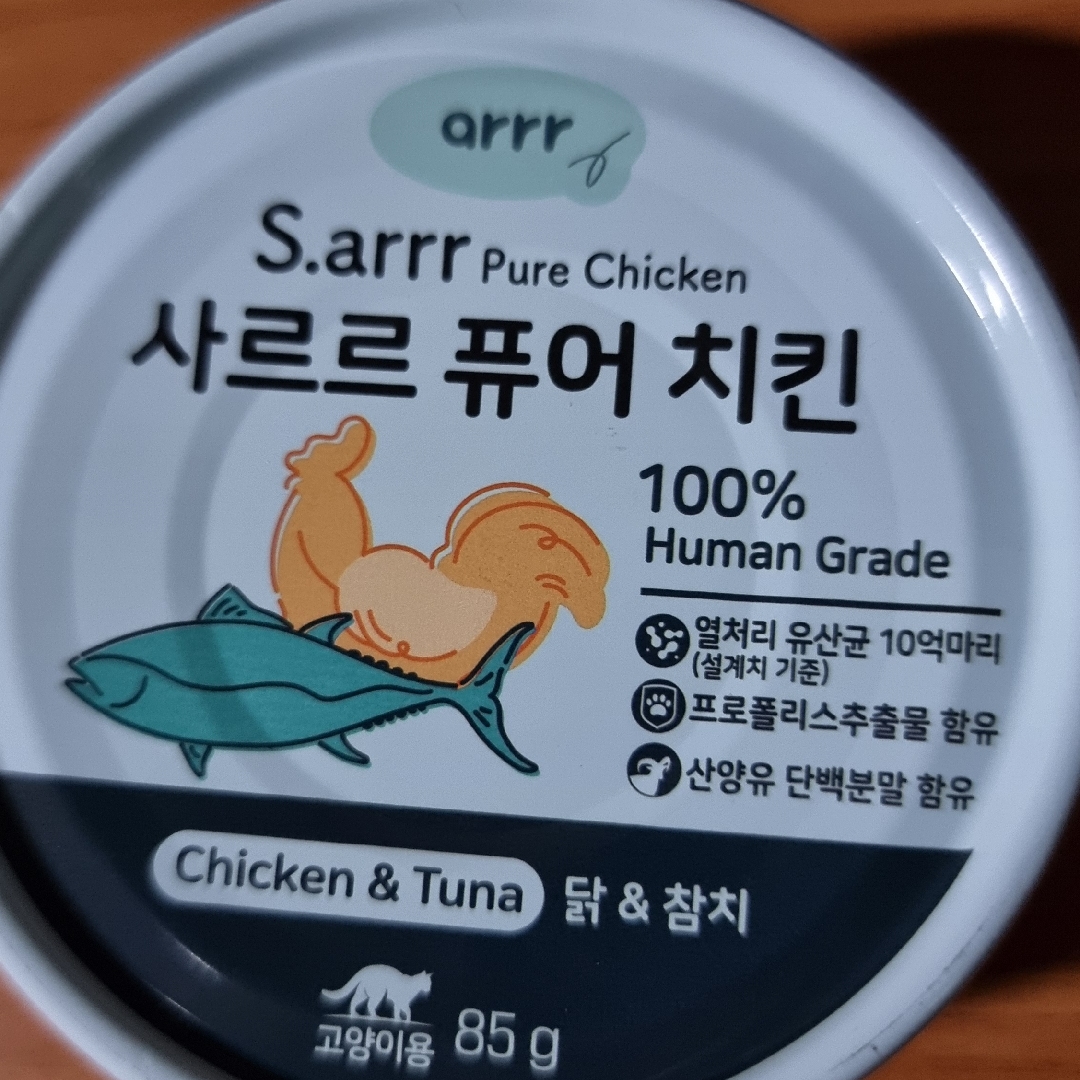 arrr
S.arrr Pure Chicken
사르르 퓨어 치킨
100%
Human Grade
열처리 유산균 10억마리
(설계치 기준)
프로폴리스추출물 함유
산양유 단백분말 함유
Chicken & Tuna 닭 & 참치
고양이용 85 g